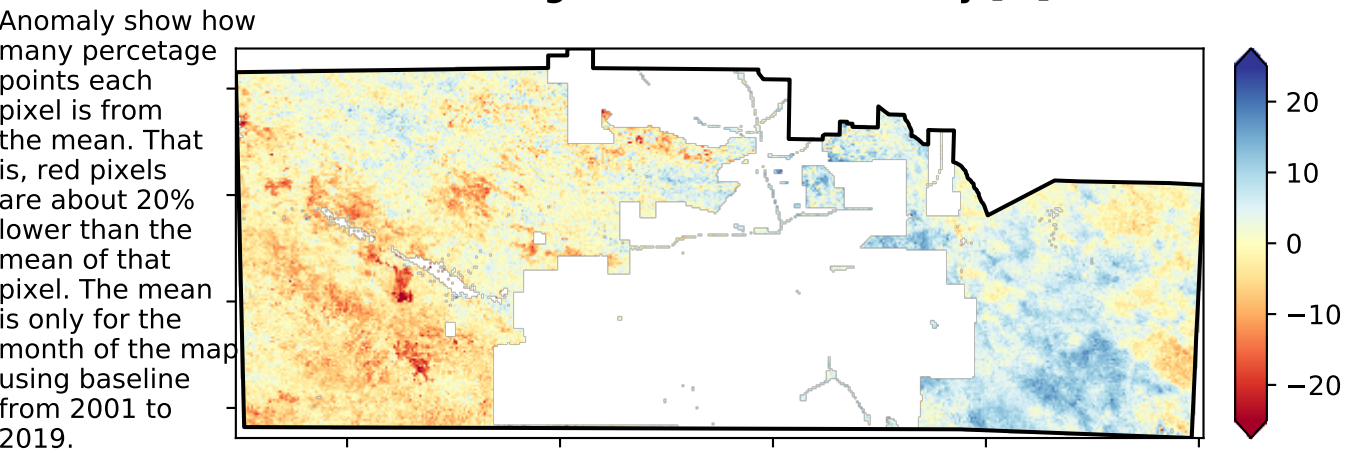 Anomaly show how
many percetage
points each
pixel is from
the mean. That
is, red pixels
are about 20%
lower than the
mean of that
pixel. The mean
is only for the
month of the map
using baseline
from 2001 to
2019.
20
10
0
−10
−20